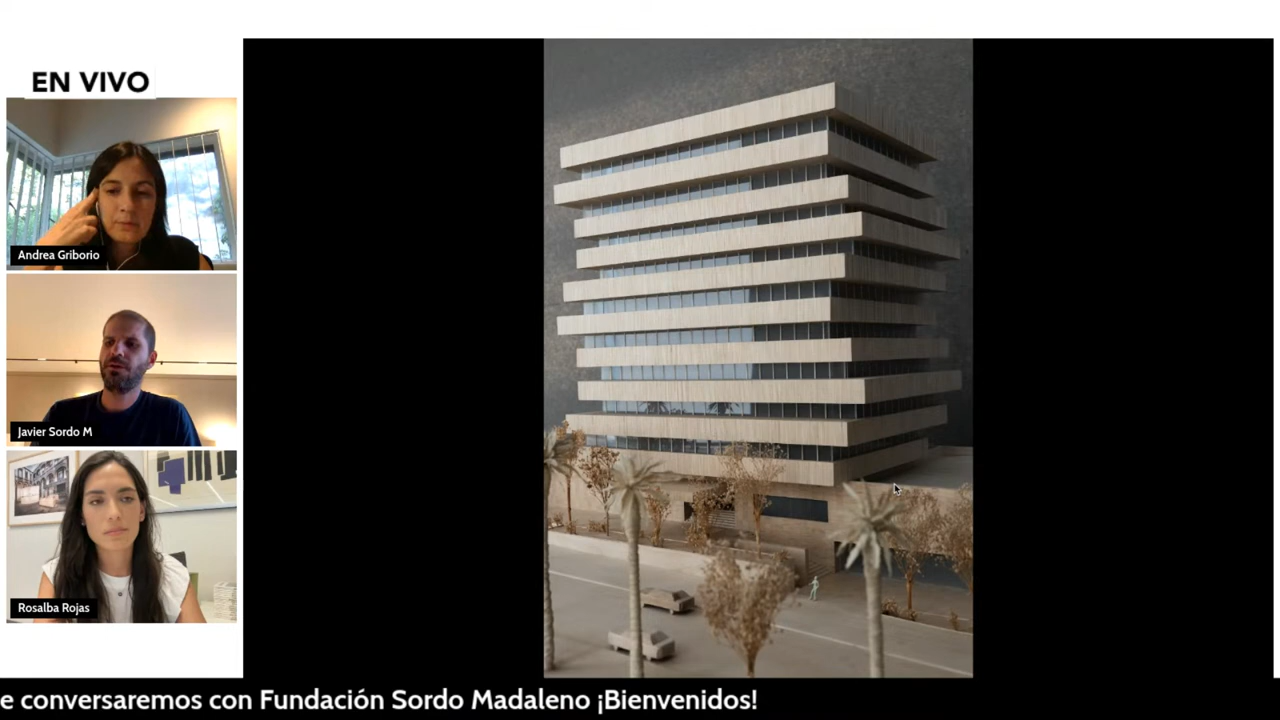 EN VIVO
Andrea Griborio
Javier Sordo M
Rosalba Rojas
e conversaremos con Fundación Sordo Madaleno ¡Bienvenidos!